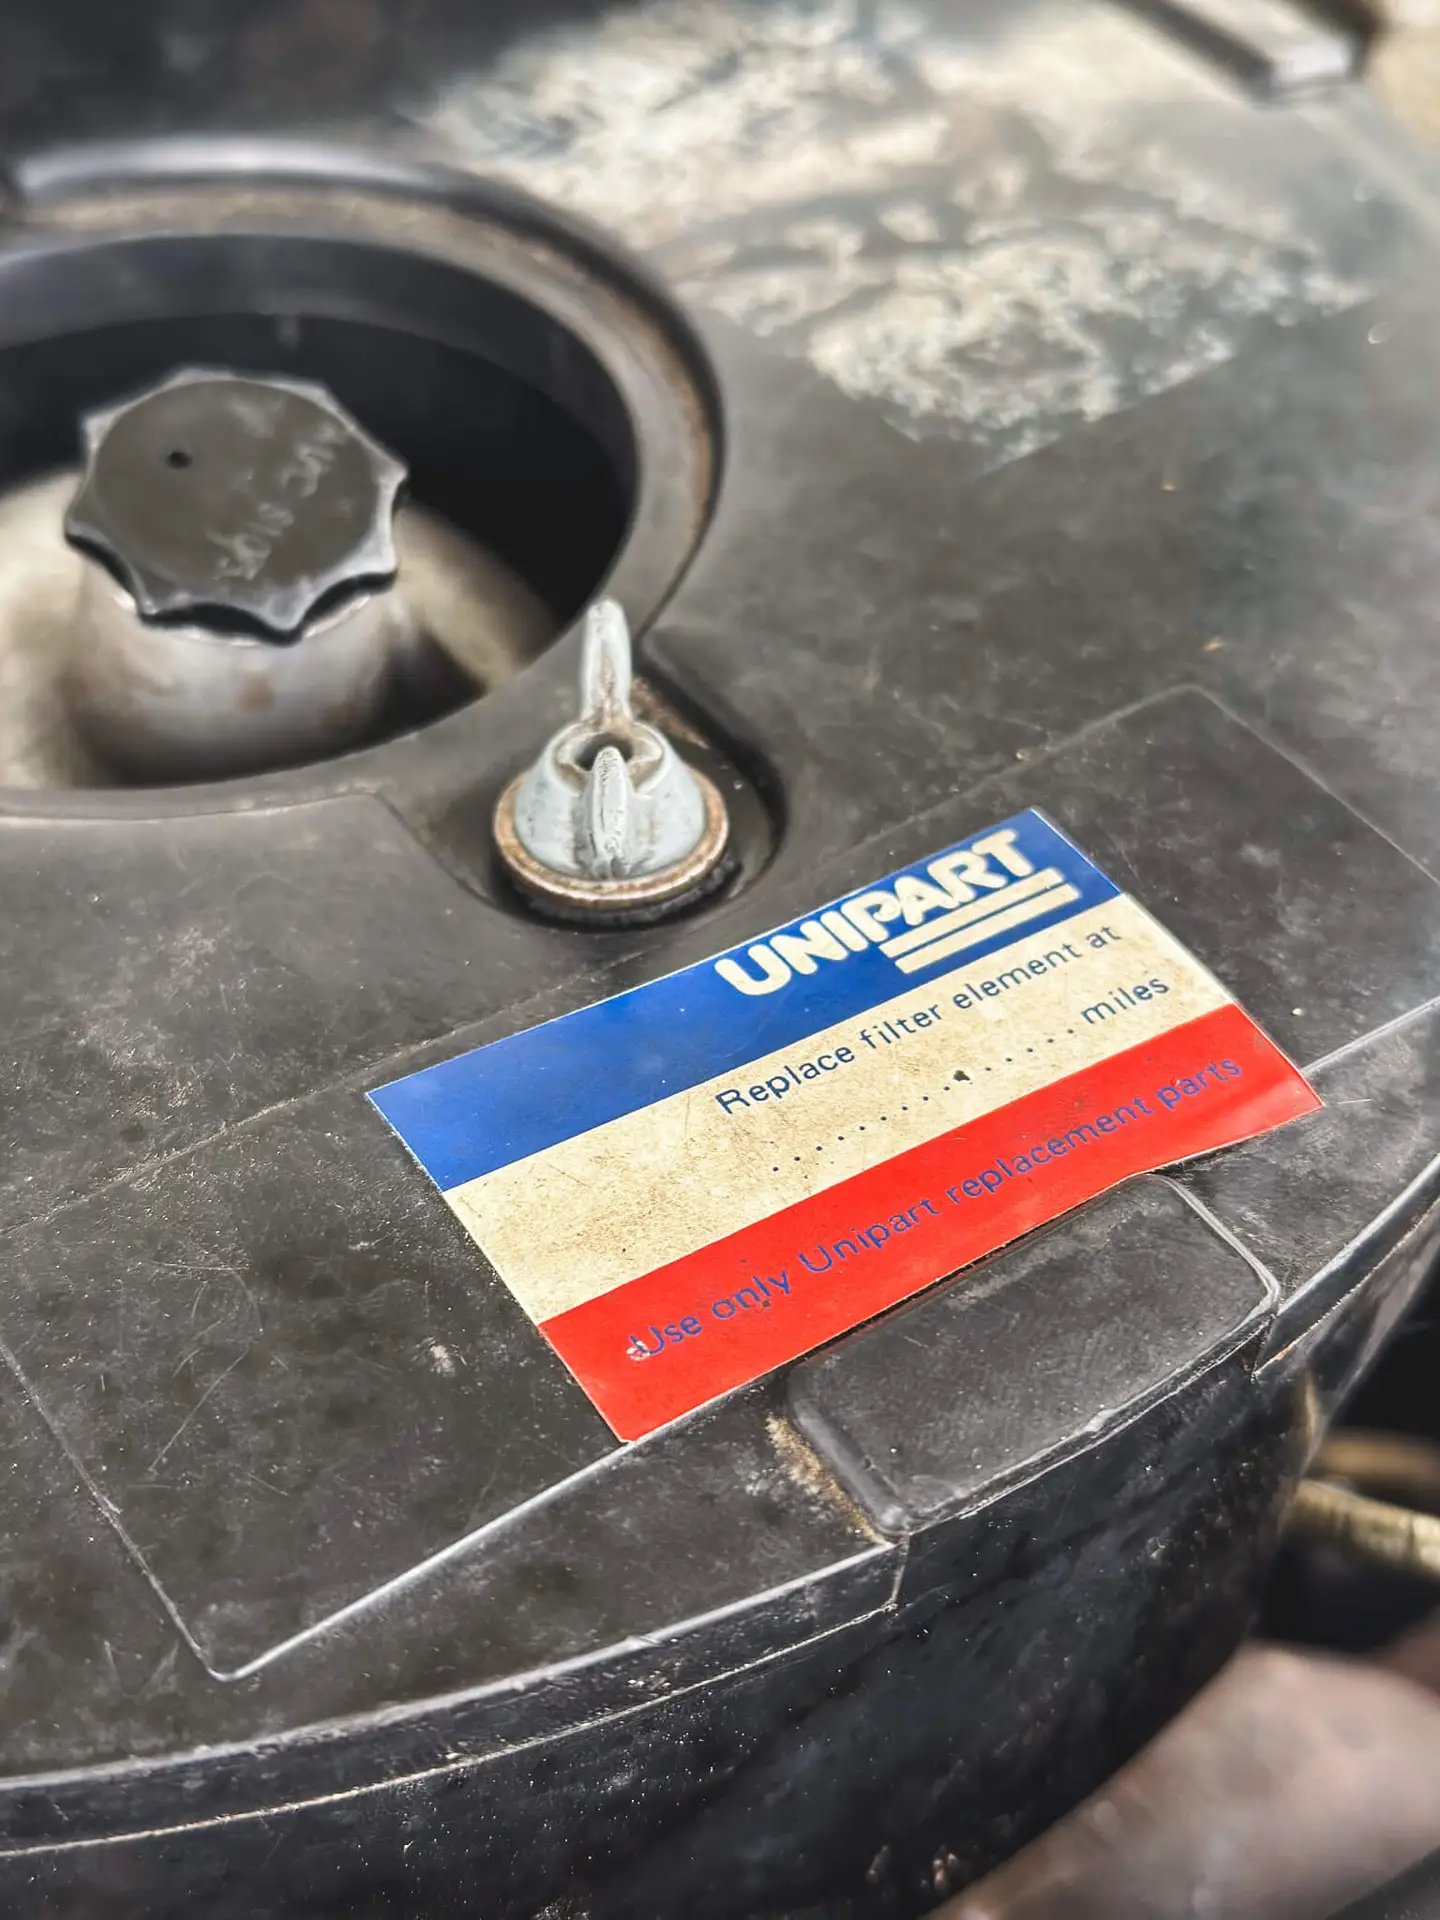 UNIPART
Replace filter element at
................miles
Use only Unipart replacement parts